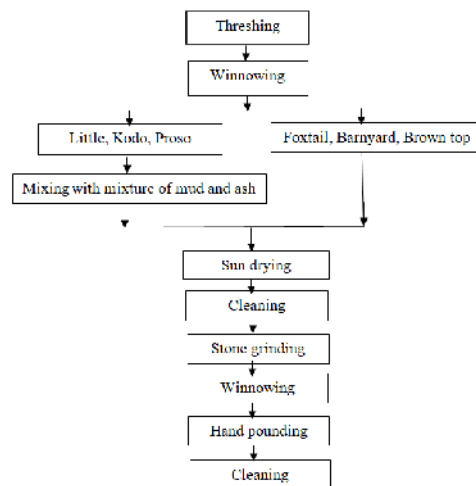 Threshing
Winnowing
Little, Kodo, Proso
Foxtail, Barnyard, Brown top
Mixing with mixture of mud and ash
Sun drying
Cleaning
Stone grinding
Winnowing
Hand pounding
Cleaning